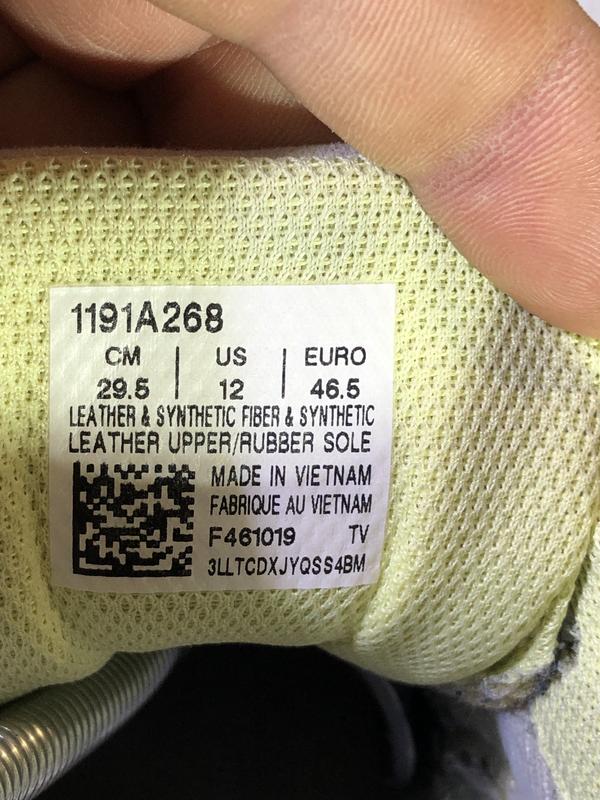 1191A268
CM | US | EURO
29.5 | 12 | 46.5
LEATHER & SYNTHETIC FIBER & SYNTHETIC
LEATHER UPPER/RUBBER SOLE
MADE IN VIETNAM
FABRIQUE AU VIETNAM
F461019 TV
3LLTCDXJYQSS4BM